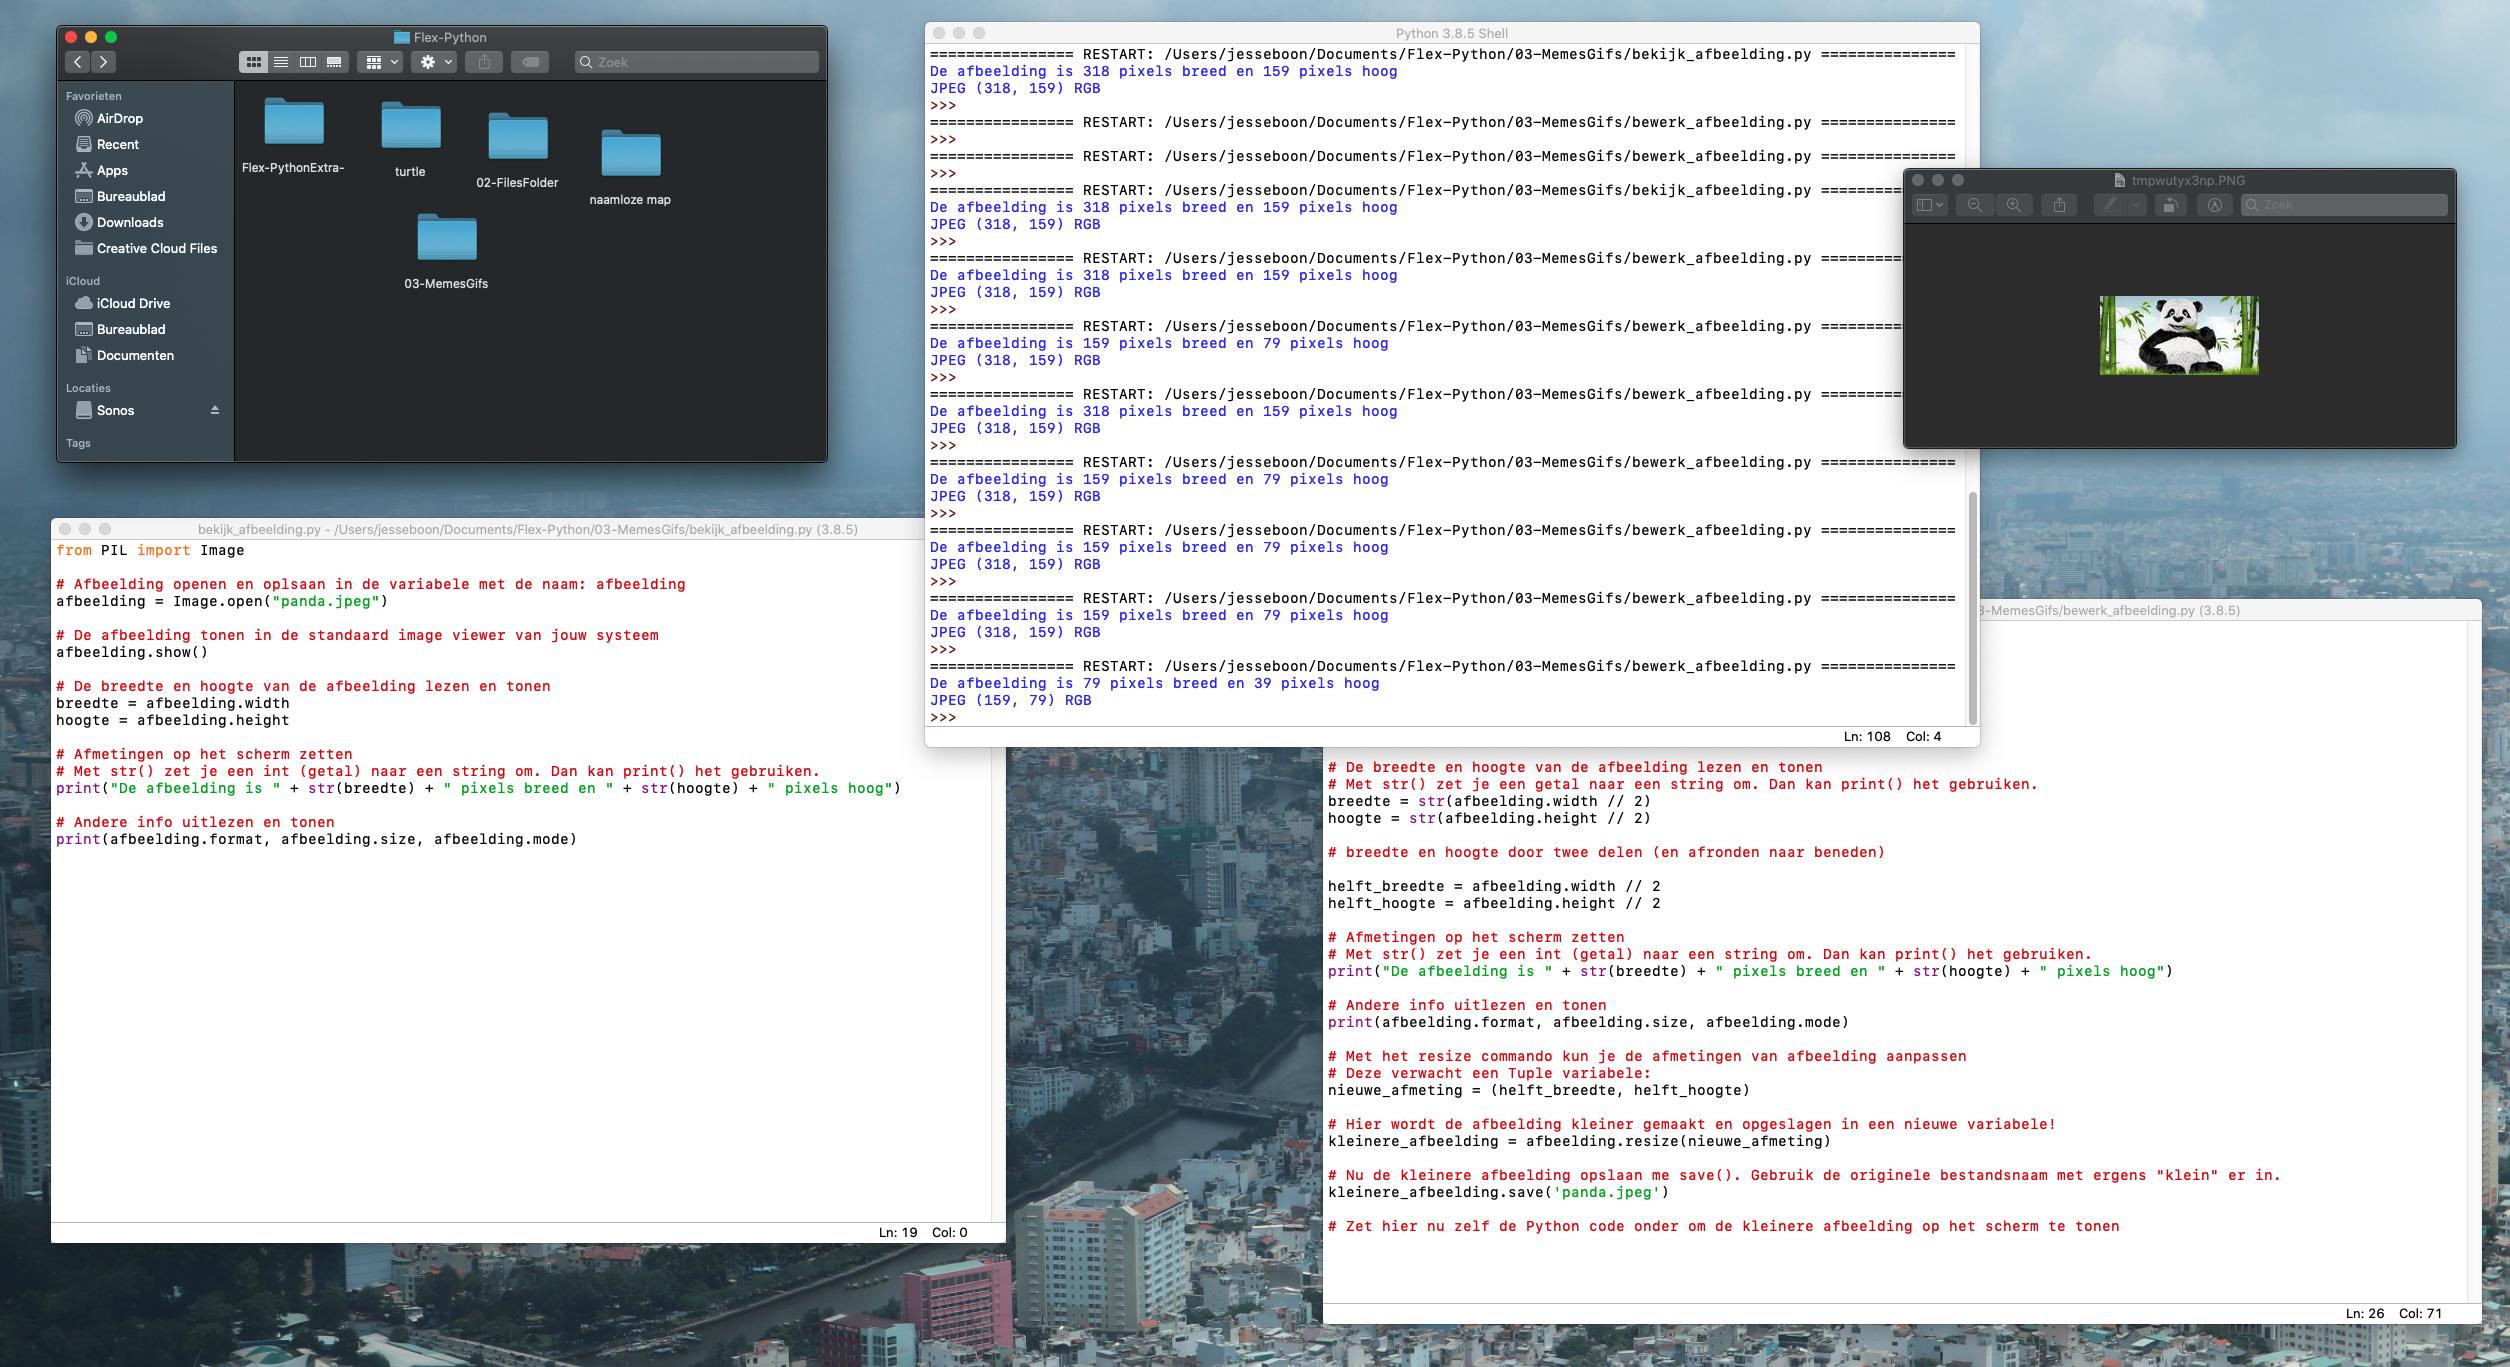 Flex-Python
Zoek
Favorieten
AirDrop
Recent
Apps
Bureaublad
Downloads
Creative Cloud Files
iCloud
iCloud Drive
Bureaublad
Documenten
Locaties
Sonos
Tags
Flex-PythonExtra-
turtle
02-FilesFolder
naamloze map
03-MemesGifs
Python 3.8.5 Shell
================ RESTART: /Users/jesseboon/Documents/Flex-Python/03-MemesGifs/bekijk_afbeelding.py ===============
De afbeelding is 318 pixels breed en 159 pixels hoog
JPEG (318, 159) RGB
>>>
================ RESTART: /Users/jesseboon/Documents/Flex-Python/03-MemesGifs/bewerk_afbeelding.py ===============
>>>
================ RESTART: /Users/jesseboon/Documents/Flex-Python/03-MemesGifs/bewerk_afbeelding.py ===============
>>>
================ RESTART: /Users/jesseboon/Documents/Flex-Python/03-MemesGifs/bekijk_afbeelding.py =========
De afbeelding is 318 pixels breed en 159 pixels hoog
JPEG (318, 159) RGB
>>>
================ RESTART: /Users/jesseboon/Documents/Flex-Python/03-MemesGifs/bewerk_afbeelding.py =========
De afbeelding is 318 pixels breed en 159 pixels hoog
JPEG (318, 159) RGB
>>>
================ RESTART: /Users/jesseboon/Documents/Flex-Python/03-MemesGifs/bewerk_afbeelding.py =========
De afbeelding is 159 pixels breed en 79 pixels hoog
JPEG (318, 159) RGB
>>>
================ RESTART: /Users/jesseboon/Documents/Flex-Python/03-MemesGifs/bewerk_afbeelding.py =========
De afbeelding is 318 pixels breed en 159 pixels hoog
JPEG (318, 159) RGB
>>>
================ RESTART: /Users/jesseboon/Documents/Flex-Python/03-MemesGifs/bewerk_afbeelding.py ===============
De afbeelding is 159 pixels breed en 79 pixels hoog
JPEG (318, 159) RGB
>>>
================ RESTART: /Users/jesseboon/Documents/Flex-Python/03-MemesGifs/bewerk_afbeelding.py ===============
De afbeelding is 159 pixels breed en 79 pixels hoog
JPEG (318, 159) RGB
>>>
================ RESTART: /Users/jesseboon/Documents/Flex-Python/03-MemesGifs/bewerk_afbeelding.py ===============
De afbeelding is 159 pixels breed en 79 pixels hoog
JPEG (318, 159) RGB
>>>
================ RESTART: /Users/jesseboon/Documents/Flex-Python/03-MemesGifs/bewerk_afbeelding.py ===============
De afbeelding is 79 pixels breed en 39 pixels hoog
JPEG (159, 79) RGB
>>>
Ln: 108 Col: 4
tmpwutyx3np.PNG
Zoek
bekijk_afbeelding.py - /Users/jesseboon/Documents/Flex-Python/03-MemesGifs/bekijk_afbeelding.py (3.8.5)
from PIL import Image
# Afbeelding openen en oplsaan in de variabele met de naam: afbeelding
afbeelding = Image.open("panda.jpeg")
# De afbeelding tonen in de standaard image viewer van jouw systeem
afbeelding.show()
# De breedte en hoogte van de afbeelding lezen en tonen
breedte = afbeelding.width
hoogte = afbeelding.height
# Afmetingen op het scherm zetten
# Met str() zet je een int (getal) naar een string om. Dan kan print() het gebruiken.
print("De afbeelding is " + str(breedte) + " pixels breed en " + str(hoogte) + " pixels hoog")
# Andere info uitlezen en tonen
print(afbeelding.format, afbeelding.size, afbeelding.mode)
Ln: 19 Col: 0
3-MemesGifs/bewerk_afbeelding.py (3.8.5)
# De breedte en hoogte van de afbeelding lezen en tonen
# Met str() zet je een getal naar een string om. Dan kan print() het gebruiken.
breedte = str(afbeelding.width // 2)
hoogte = str(afbeelding.height // 2)
# breedte en hoogte door twee delen (en afronden naar beneden)
helft_breedte = afbeelding.width // 2
helft_hoogte = afbeelding.height // 2
# Afmetingen op het scherm zetten
# Met str() zet je een int (getal) naar een string om. Dan kan print() het gebruiken.
print("De afbeelding is " + str(breedte) + " pixels breed en " + str(hoogte) + " pixels hoog")
# Andere info uitlezen en tonen
print(afbeelding.format, afbeelding.size, afbeelding.mode)
# Met het resize commando kun je de afmetingen van afbeelding aanpassen
# Deze verwacht een Tuple variabele:
nieuwe_afmeting = (helft_breedte, helft_hoogte)
# Hier wordt de afbeelding kleiner gemaakt en opgeslagen in een nieuwe variabele!
kleinere_afbeelding = afbeelding.resize(nieuwe_afmeting)
# Nu de kleinere afbeelding opslaan me save(). Gebruik de originele bestandsnaam met ergens "klein" er in.
kleinere_afbeelding.save('panda.jpeg')
# Zet hier nu zelf de Python code onder om de kleinere afbeelding op het scherm te tonen
Ln: 26 Col: 71